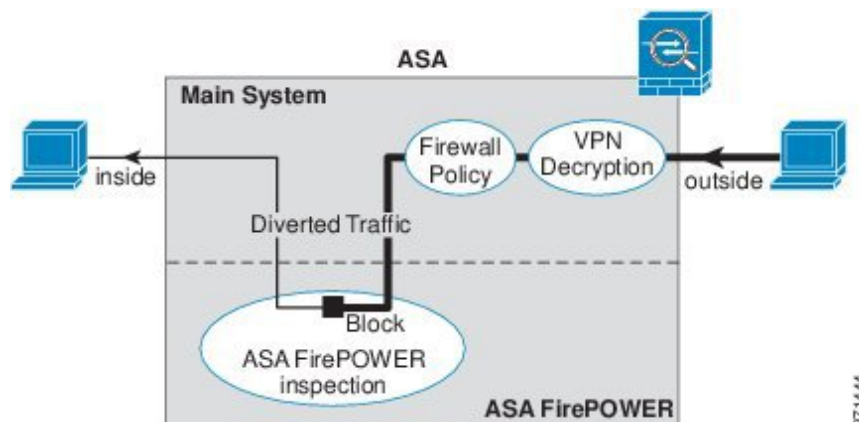 ASA
Main System
Firewall
Policy
VPN
Decryption
inside
outside
Diverted Traffic
Block
ASA FirePOWER
inspection
ASA FirePOWER